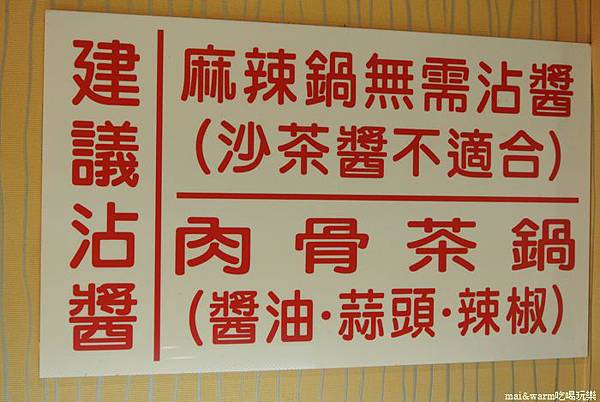 建議沾醬
麻辣鍋無需沾醬
(沙茶醬不適合)
肉骨茶鍋
(醬油·蒜頭·辣椒)
mai&warm吃喝玩樂